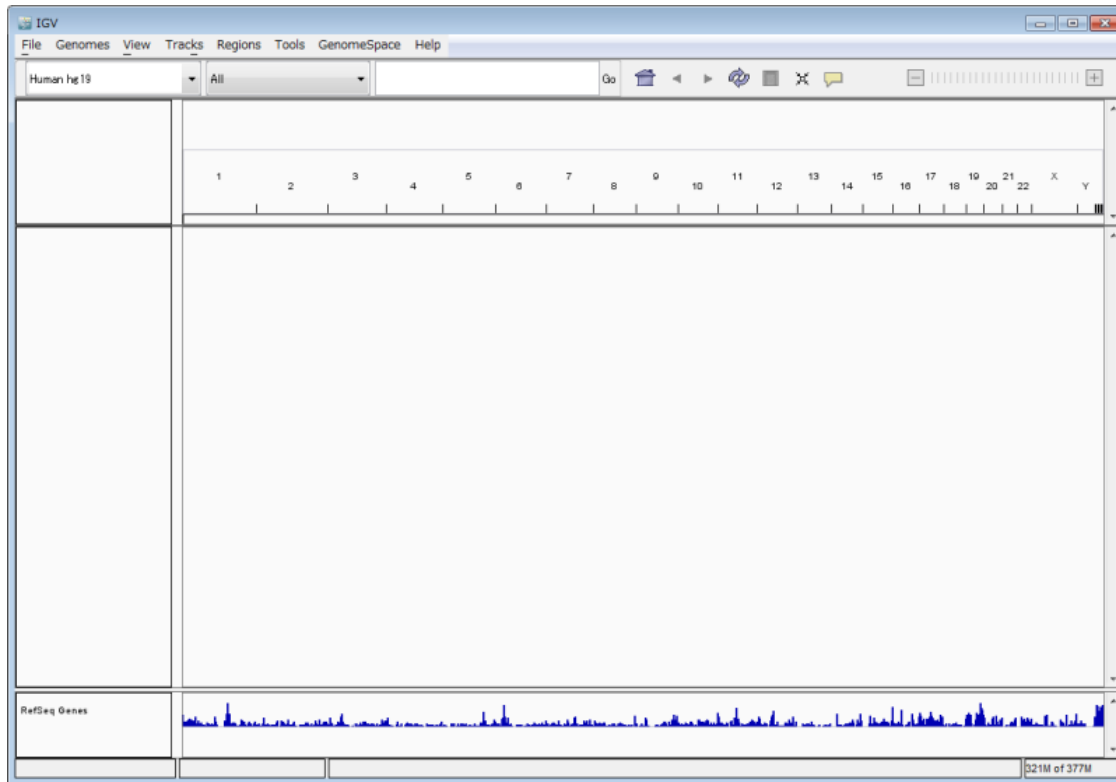 IGV
File Genomes View Tracks Regions Tools GenomeSpace Help
Human hg19 All Go
1 2 3 4 5 6 7 8 9 10 11 12 13 14 15 16 17 18 19 20 21 22 X Y
RefSeq Genes
321M of 377M